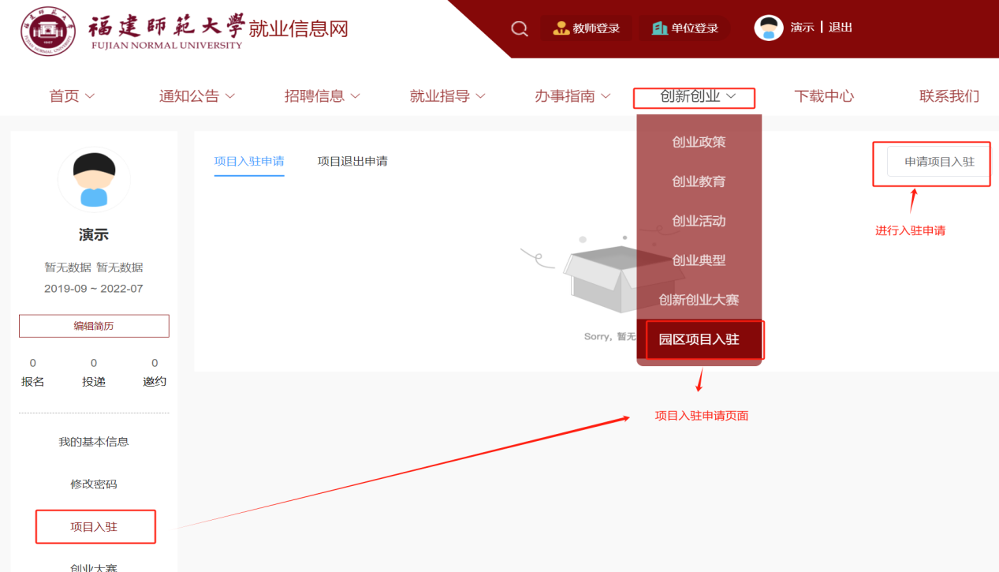 福建師範大學就业信息网
FUJIAN NORMAL UNIVERSITY
教师登录
单位登录
演示 | 退出
首页
通知公告
招聘信息
就业指导
办事指南
创新创业
下载中心
联系我们
创业政策
创业教育
创业活动
创业典型
创新创业大赛
园区项目入驻
项目入驻申请
项目退出申请
申请项目入驻
进行入驻申请
Sorry, 暂无
项目入驻申请页面
演示
暂无数据 暂无数据
2019-09 ~ 2022-07
编辑简历
0 0 0
报名 投递 邀约
我的基本信息
修改密码
项目入驻
创业大赛